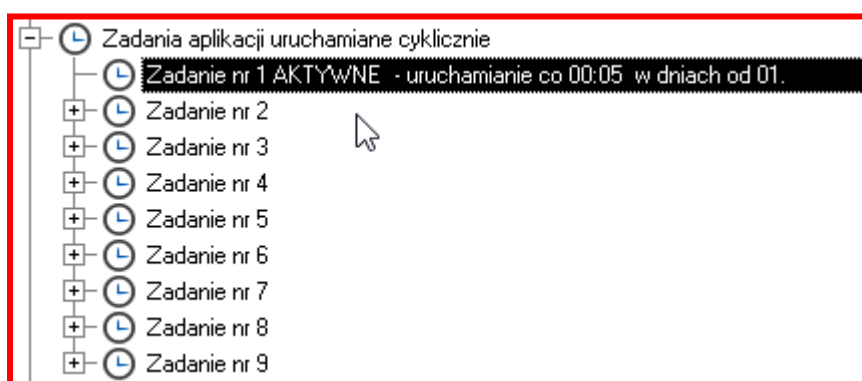 Zadania aplikacji uruchamiane cyklicznie
Zadanie nr 1 AKTYWNE - uruchamianie co 00:05 w dniach od 01.
Zadanie nr 2
Zadanie nr 3
Zadanie nr 4
Zadanie nr 5
Zadanie nr 6
Zadanie nr 7
Zadanie nr 8
Zadanie nr 9